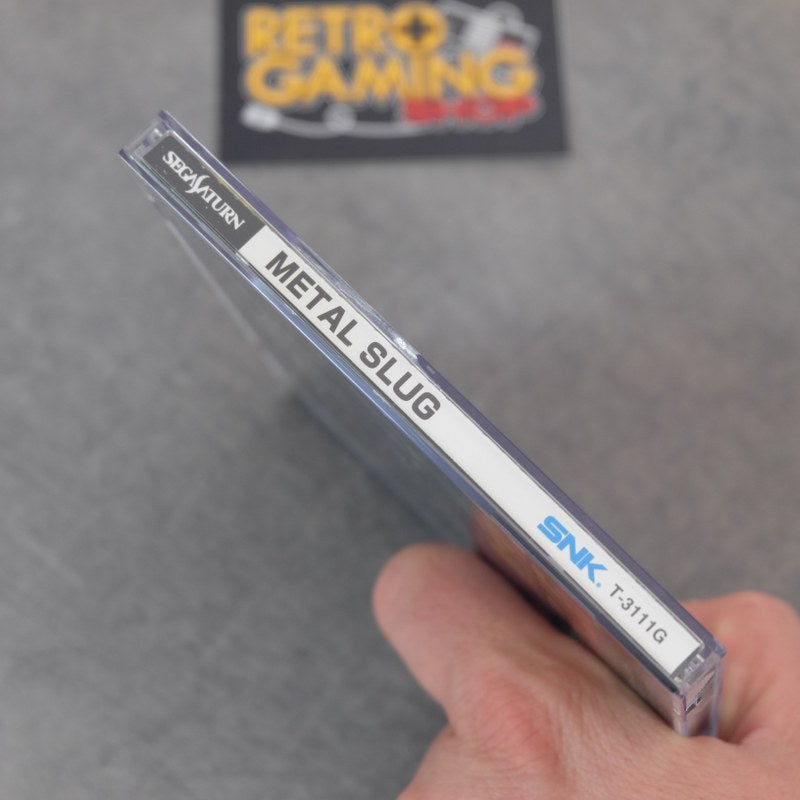 RETRO
GAMING
SHOP
SEGA SATURN
METAL SLUG
SNK. T-3111G